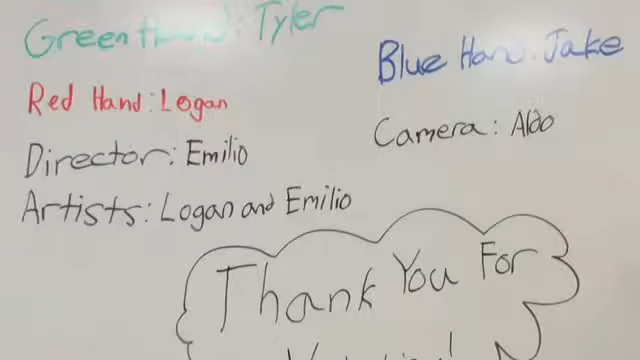 Green Hand: Tyler
Blue Hand: Jake
Red Hand: Logan
Camera: Aldo
Director: Emilio
Artists: Logan and Emilio
Thank You For